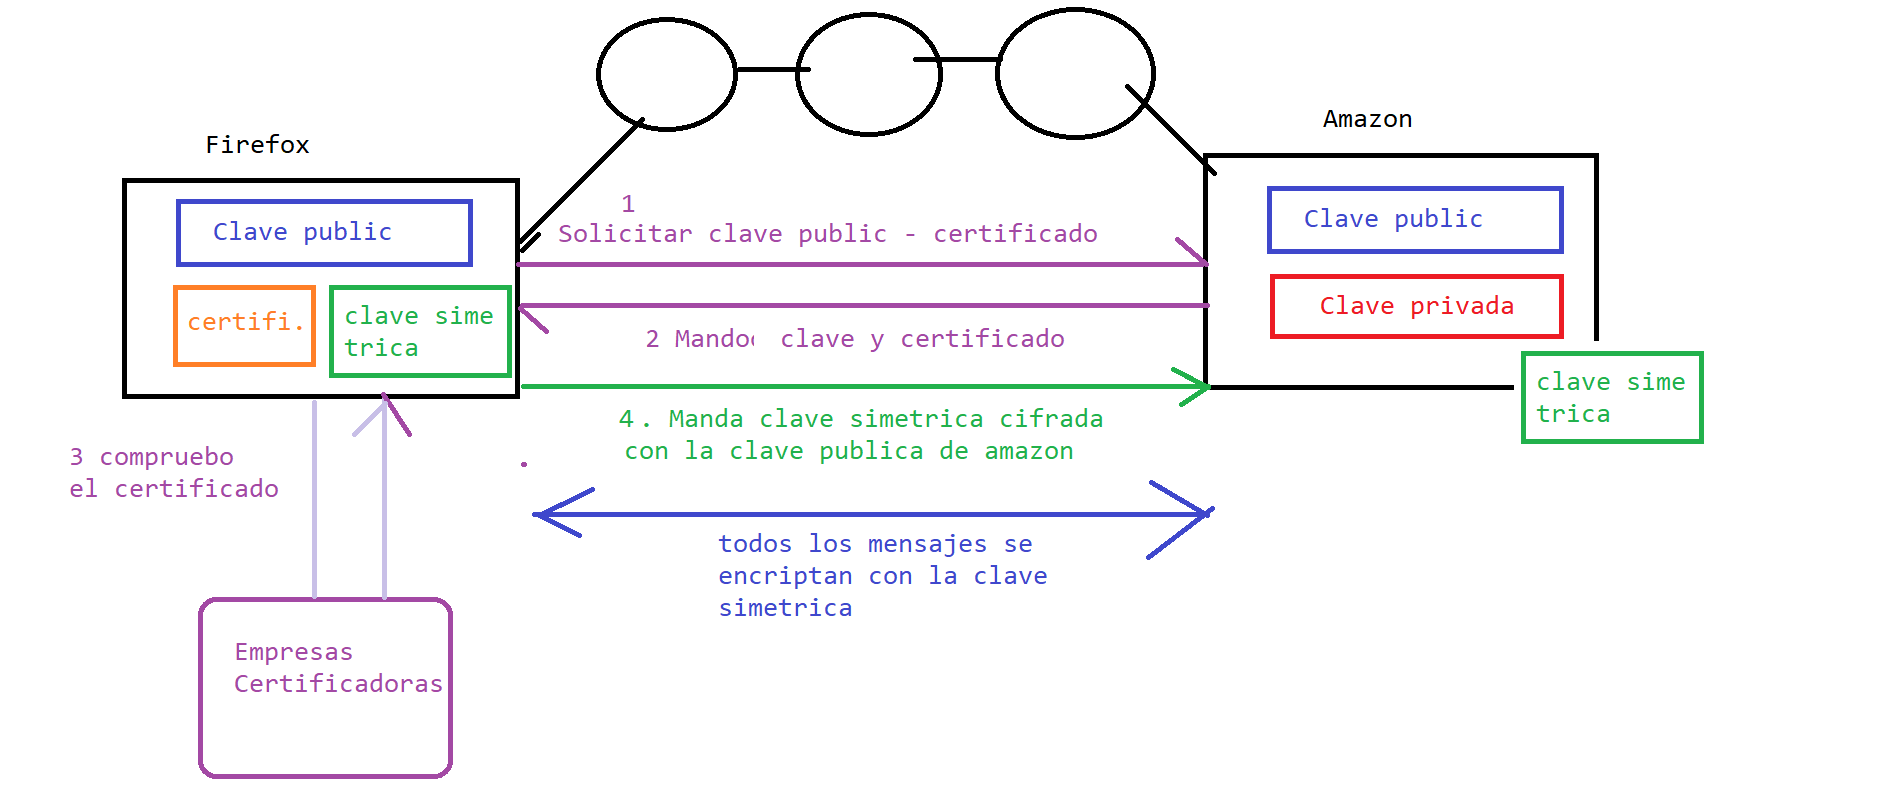 Firefox
Amazon
Clave public
certifi.
clave sime
trica
1
Solicitar clave public - certificado
2 Mando clave y certificado
4. Manda clave simetrica cifrada
con la clave publica de amazon
Clave public
Clave privada
clave sime
trica
3 compruebo
el certificado
todos los mensajes se
encriptan con la clave
simetrica
Empresas
Certificadoras